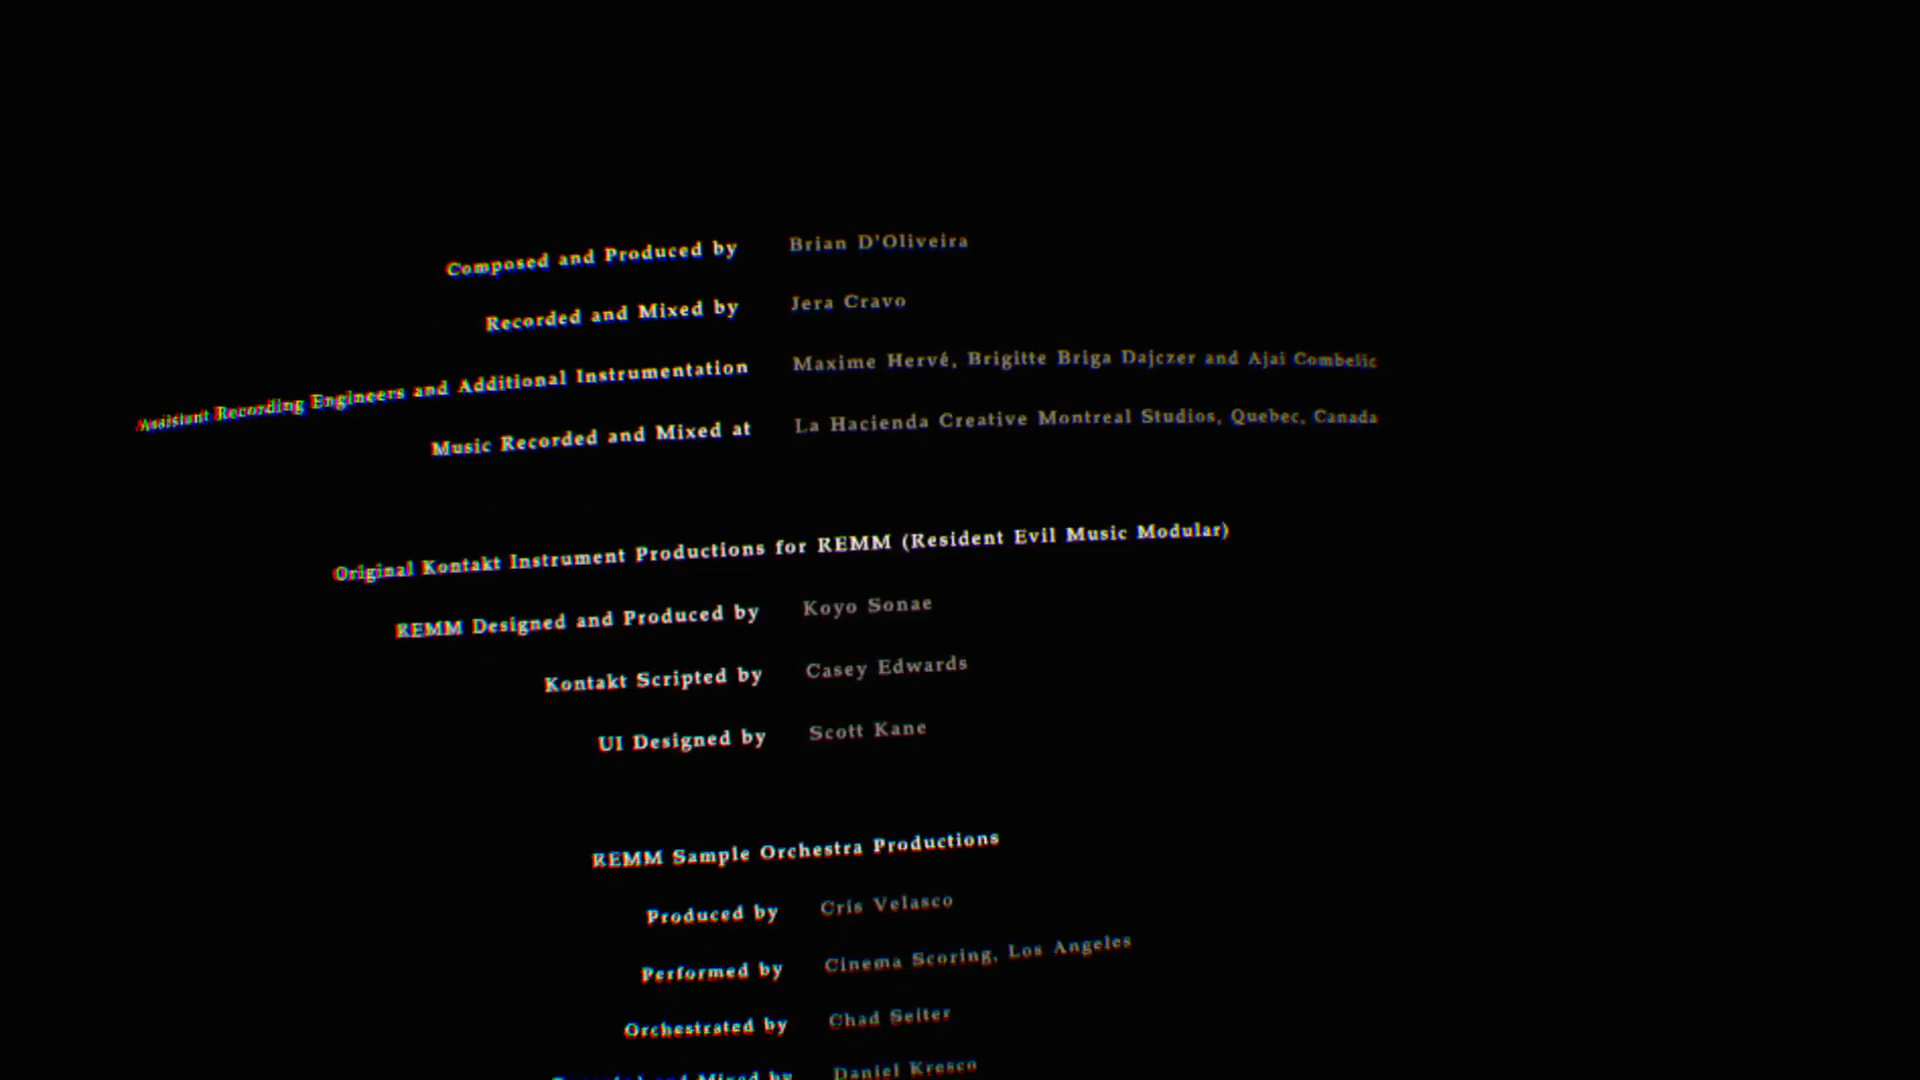 Composed and Produced by Brian D'Oliveira
Recorded and Mixed by Jera Cravo
Assistant Recording Engineers and Additional Instrumentation Maxime Hervé, Brigitte Briga Dajczer and Ajai Combelic
Music Recorded and Mixed at La Hacienda Creative Montreal Studios, Quebec, Canada
Original Kontakt Instrument Productions for REMM (Resident Evil Music Modular)
REMM Designed and Produced by Koyo Sonae
Kontakt Scripted by Casey Edwards
UI Designed by Scott Kane
REMM Sample Orchestra Productions
Produced by Cris Velasco
Performed by Cinema Scoring, Los Angeles
Orchestrated by Chad Seiter
Recorded and Mixed by Daniel Kresco